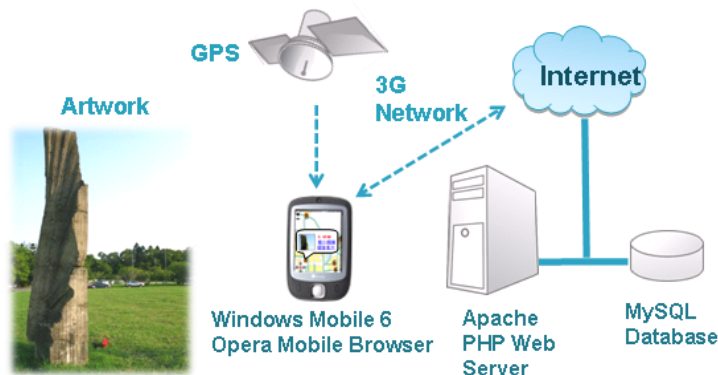 GPS
3G
Network
Internet
Artwork
Windows Mobile 6
Opera Mobile Browser
Apache
PHP Web
Server
MySQL
Database